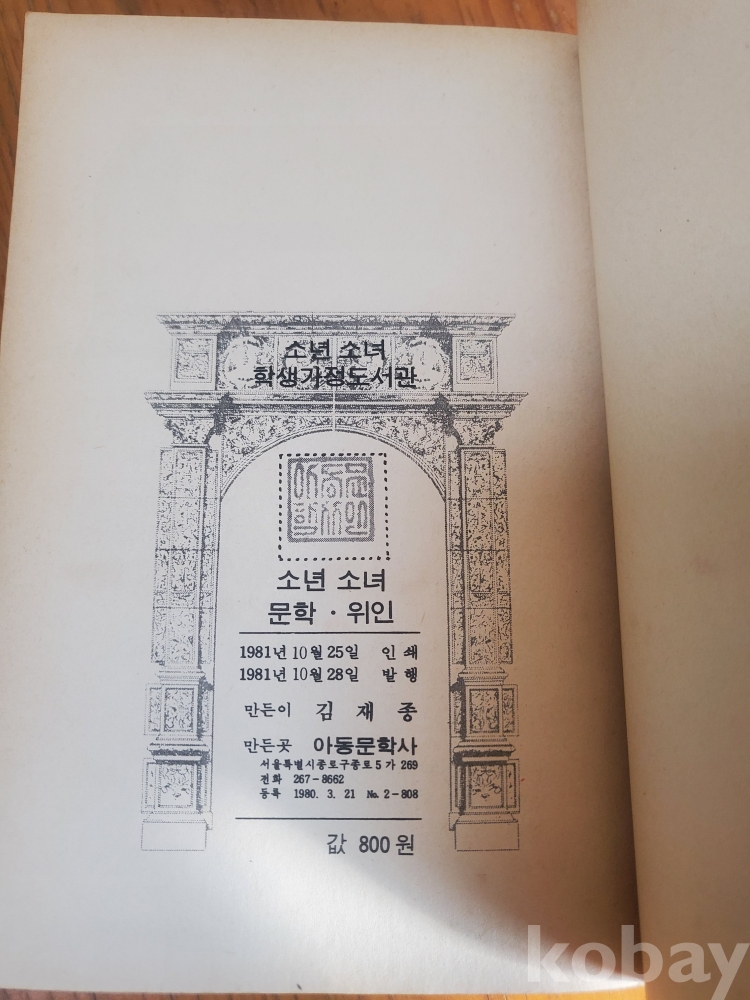 소년 소녀
학생가정도서관
소년 소녀
문학 · 위인
1981년 10월 25일 인쇄
1981년 10월 28일 발행
만든이 김재종
만든곳 아동문학사
서울특별시종로구종로 5 가 269
전화 267-8662
등록 1980. 3. 21 No. 2-808
값 800원
kobay